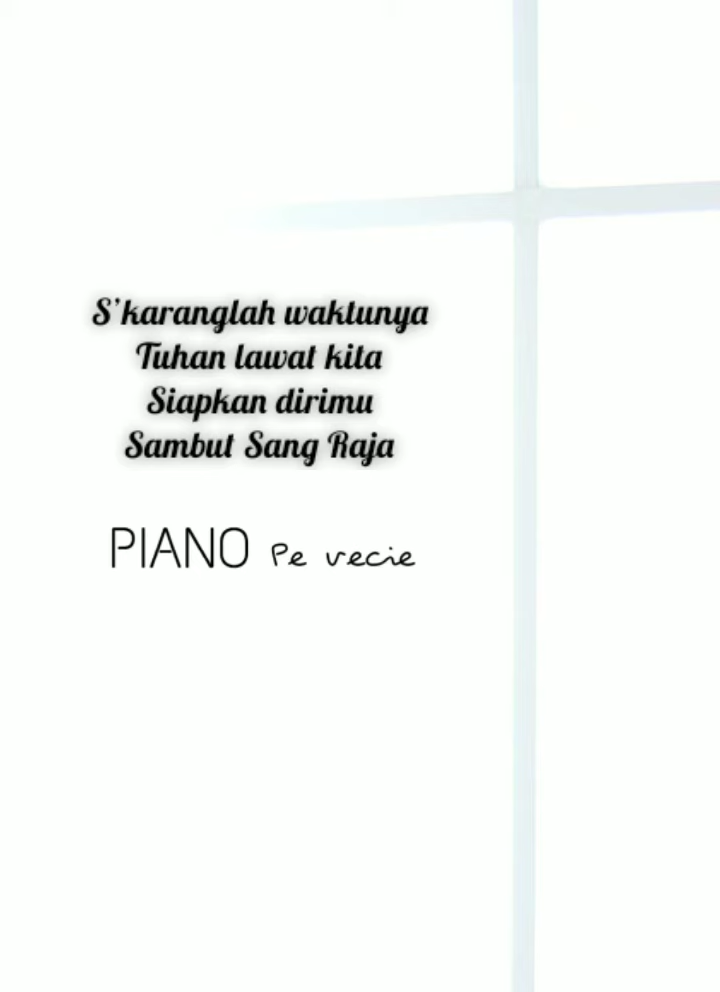 S'karanglah waktunya
Tuhan lawat kita
Siapkan dirimu
Sambut Sang Raja
PIANO Pe vecie